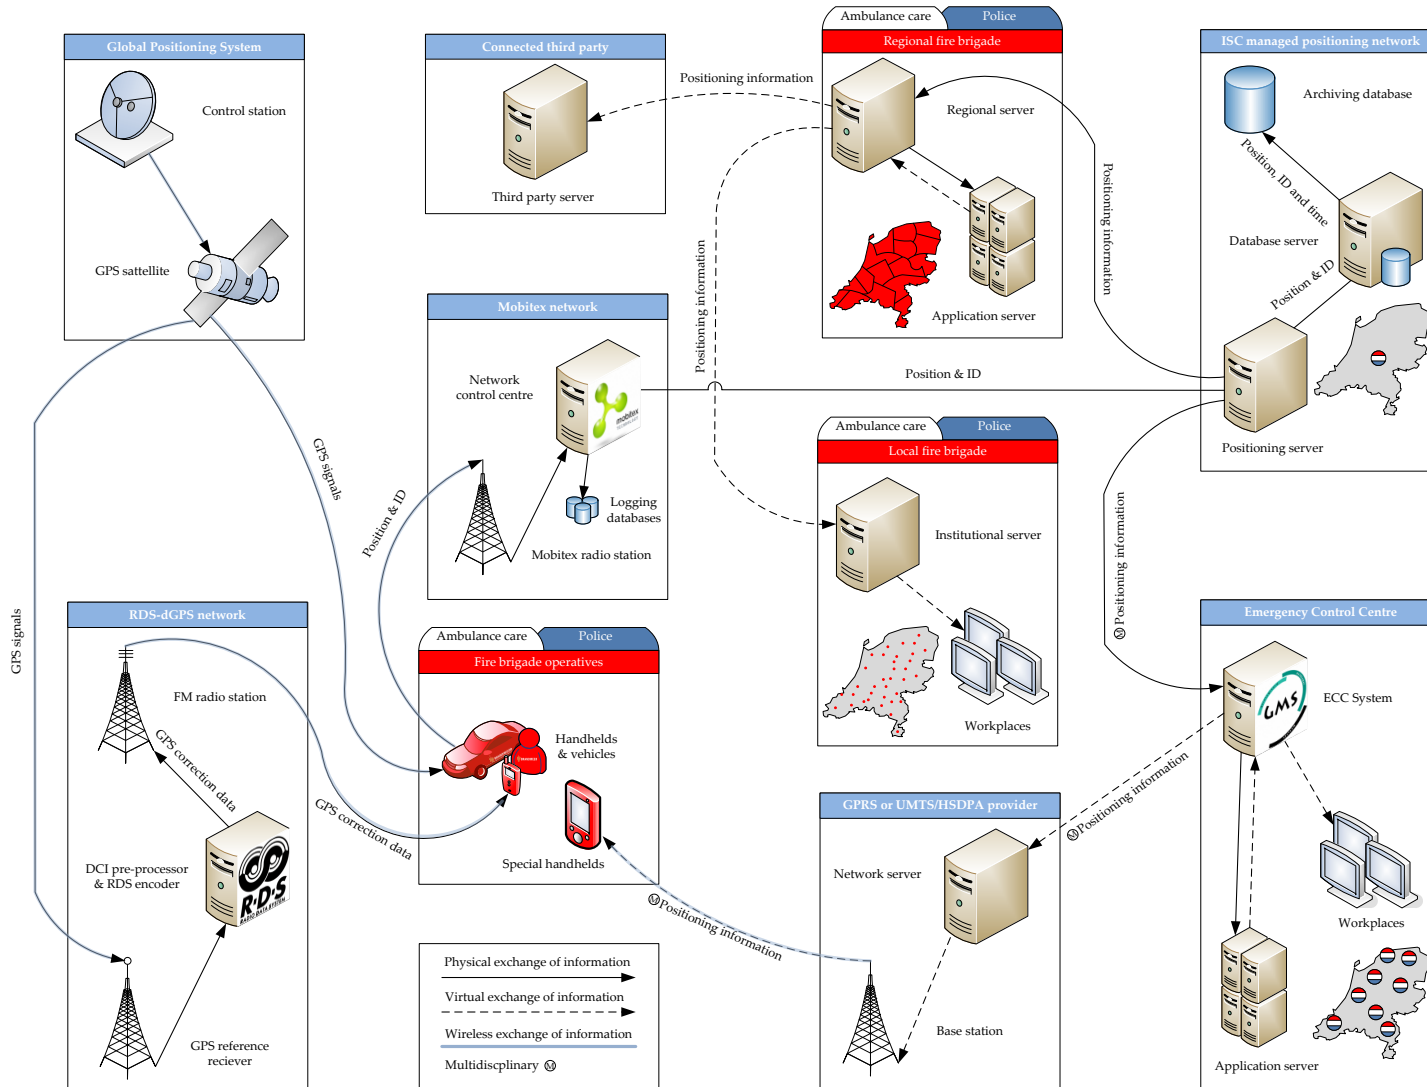 Global Positioning System
Control station
GPS sattellite
Connected third party
Third party server
Positioning information
Ambulance care
Police
Regional fire brigade
Regional server
Application server
ISC managed positioning network
Archiving database
Position, ID and time
Database server
Position & ID
Positioning server
Positioning information
Positioning information
Mobitex network
Network
control centre
mobitex
Logging
databases
Mobitex radio station
Position & ID
Position & ID
GPS signals
GPS signals
Ambulance care
Police
Local fire brigade
Institutional server
Workplaces
Ⓜ Positioning information
RDS-dGPS network
FM radio station
GPS correction data
DCI pre-processor
& RDS encoder
R·D·S
RADIO DATA SYSTEM
GPS reference
reciever
GPS correction data
Ambulance care
Police
Fire brigade operatives
Handhelds
& vehicles
Special handhelds
Ⓜ Positioning information
GPRS or UMTS/HSDPA provider
Network server
Base station
Ⓜ Positioning information
Emergency Control Centre
ECC System
GMS
Workplaces
Application server
Physical exchange of information
Virtual exchange of information
Wireless exchange of information
Multidiscplinary Ⓜ